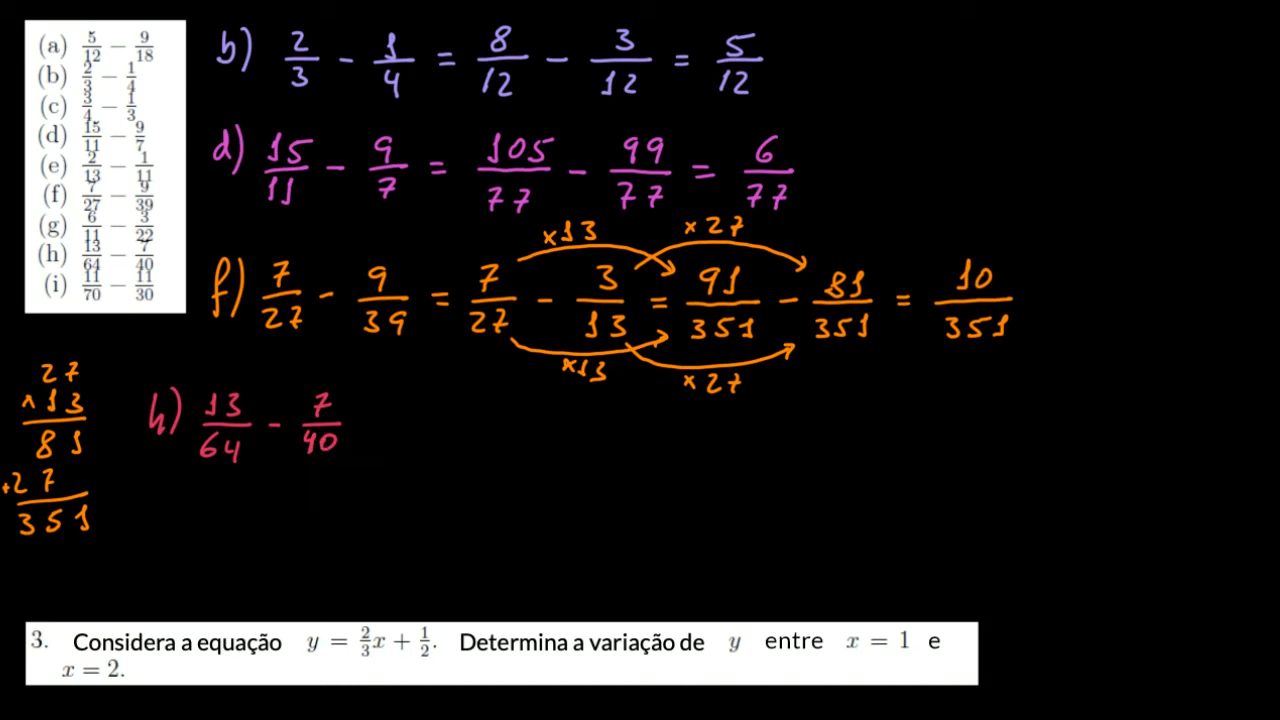 (a) 5/12 − 9/18
(b) 2/3 − 1/4
(c) 3/4 − 1/3
(d) 15/11 − 9/7
(e) 2/13 − 1/11
(f) 7/27 − 9/39
(g) 6/11 − 3/22
(h) 13/64 − 7/40
(i) 11/70 − 11/30
b) 2/3 - 1/4 = 8/12 - 3/12 = 5/12
d) 15/11 - 9/7 = 105/77 - 99/77 = 6/77
×13 ×27
f) 7/27 - 9/39 = 7/27 - 3/13 = 91/351 - 81/351 = 10/351
×13 ×27
27
×13
81
+27
351
h) 13/64 - 7/40
3. Considera a equação y = 2/3x + 1/2. Determina a variação de y entre x = 1 e
x = 2.